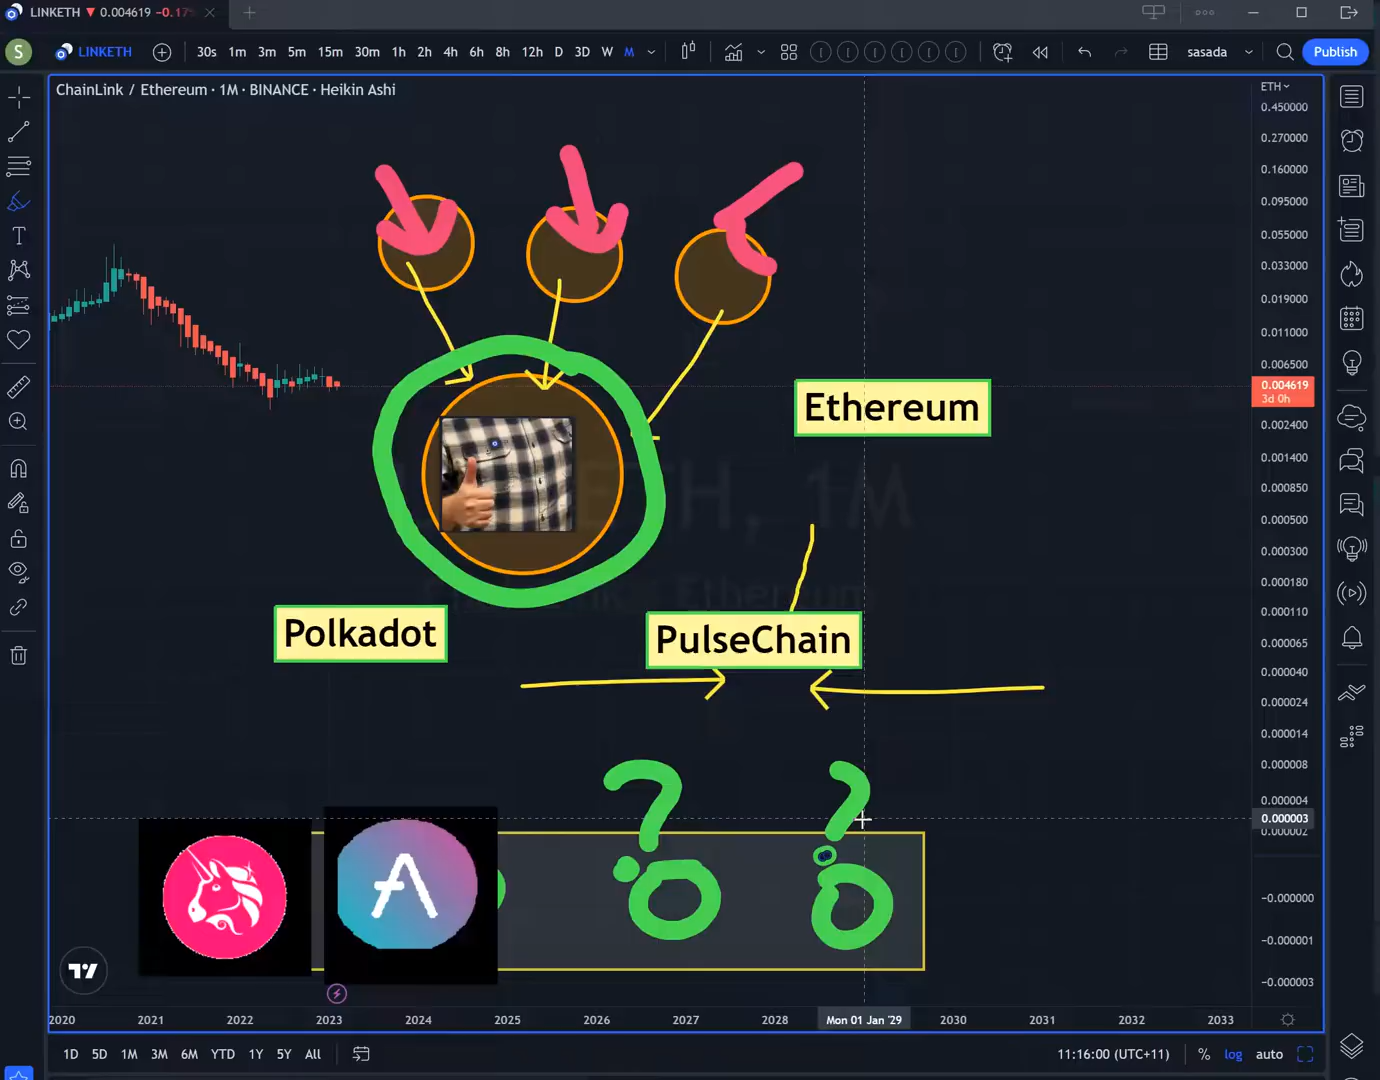 LINKETH ▼ 0.004619 -0.17%
S LINKETH 30s 1m 3m 5m 15m 30m 1h 2h 4h 6h 8h 12h D 3D W M sasada Publish
ChainLink / Ethereum · 1M · BINANCE · Heikin Ashi
ETH
0.450000
0.270000
0.160000
0.095000
0.055000
0.033000
0.019000
0.011000
0.006500
0.004619
3d 0h
0.002400
0.001400
0.000850
0.000500
0.000300
0.000180
0.000110
0.000065
0.000040
0.000024
0.000014
0.000008
0.000004
0.000003
0.000002
-0.000000
-0.000001
-0.000003
Ethereum
ETH, 1M
Polkadot
PulseChain
? ?
2020 2021 2022 2023 2024 2025 2026 2027 2028 Mon 01 Jan '29 2030 2031 2032 2033
1D 5D 1M 3M 6M YTD 1Y 5Y All 11:16:00 (UTC+11) % log auto